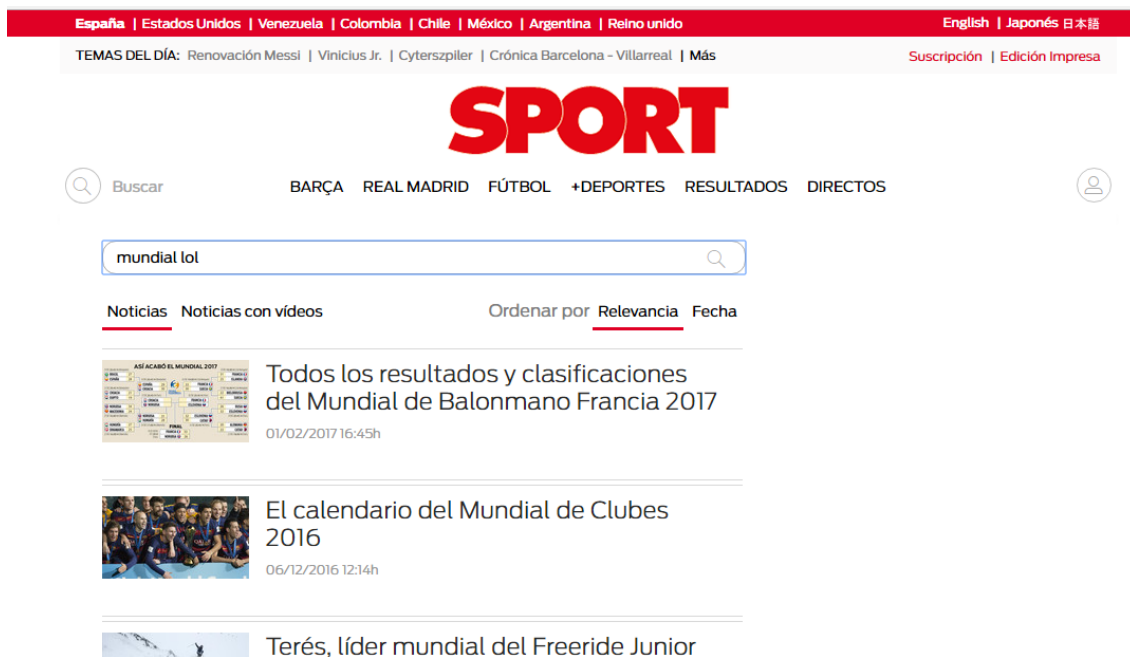 España | Estados Unidos | Venezuela | Colombia | Chile | México | Argentina | Reino unido
English | Japonés 日本語
TEMAS DEL DÍA: Renovación Messi | Vinicius Jr. | Cyterszpiler | Crónica Barcelona - Villarreal | Más
Suscripción | Edición Impresa
SPORT
Buscar
BARÇA REAL MADRID FÚTBOL +DEPORTES RESULTADOS DIRECTOS
mundial lol
Noticias Noticias con vídeos
Ordenar por Relevancia Fecha
ASÍ ACABÓ EL MUNDIAL 2017
FINAL
Todos los resultados y clasificaciones
del Mundial de Balonmano Francia 2017
01/02/2017 16:45h
El calendario del Mundial de Clubes
2016
06/12/2016 12:14h
Terés, líder mundial del Freeride Junior